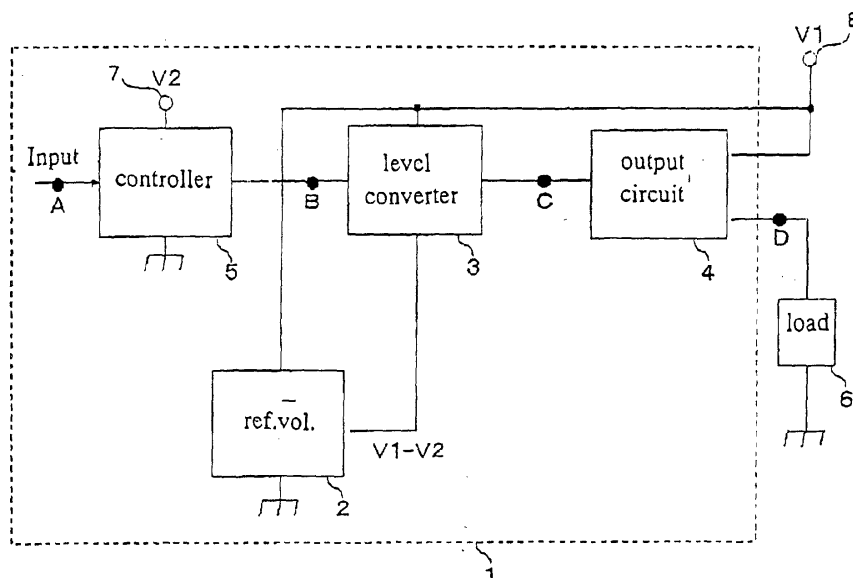 8
V1
7
V2
Input
controller
level
converter
output
circuit
A
B
C
D
5
3
4
load
6
ref.vol.
V1-V2
2
1